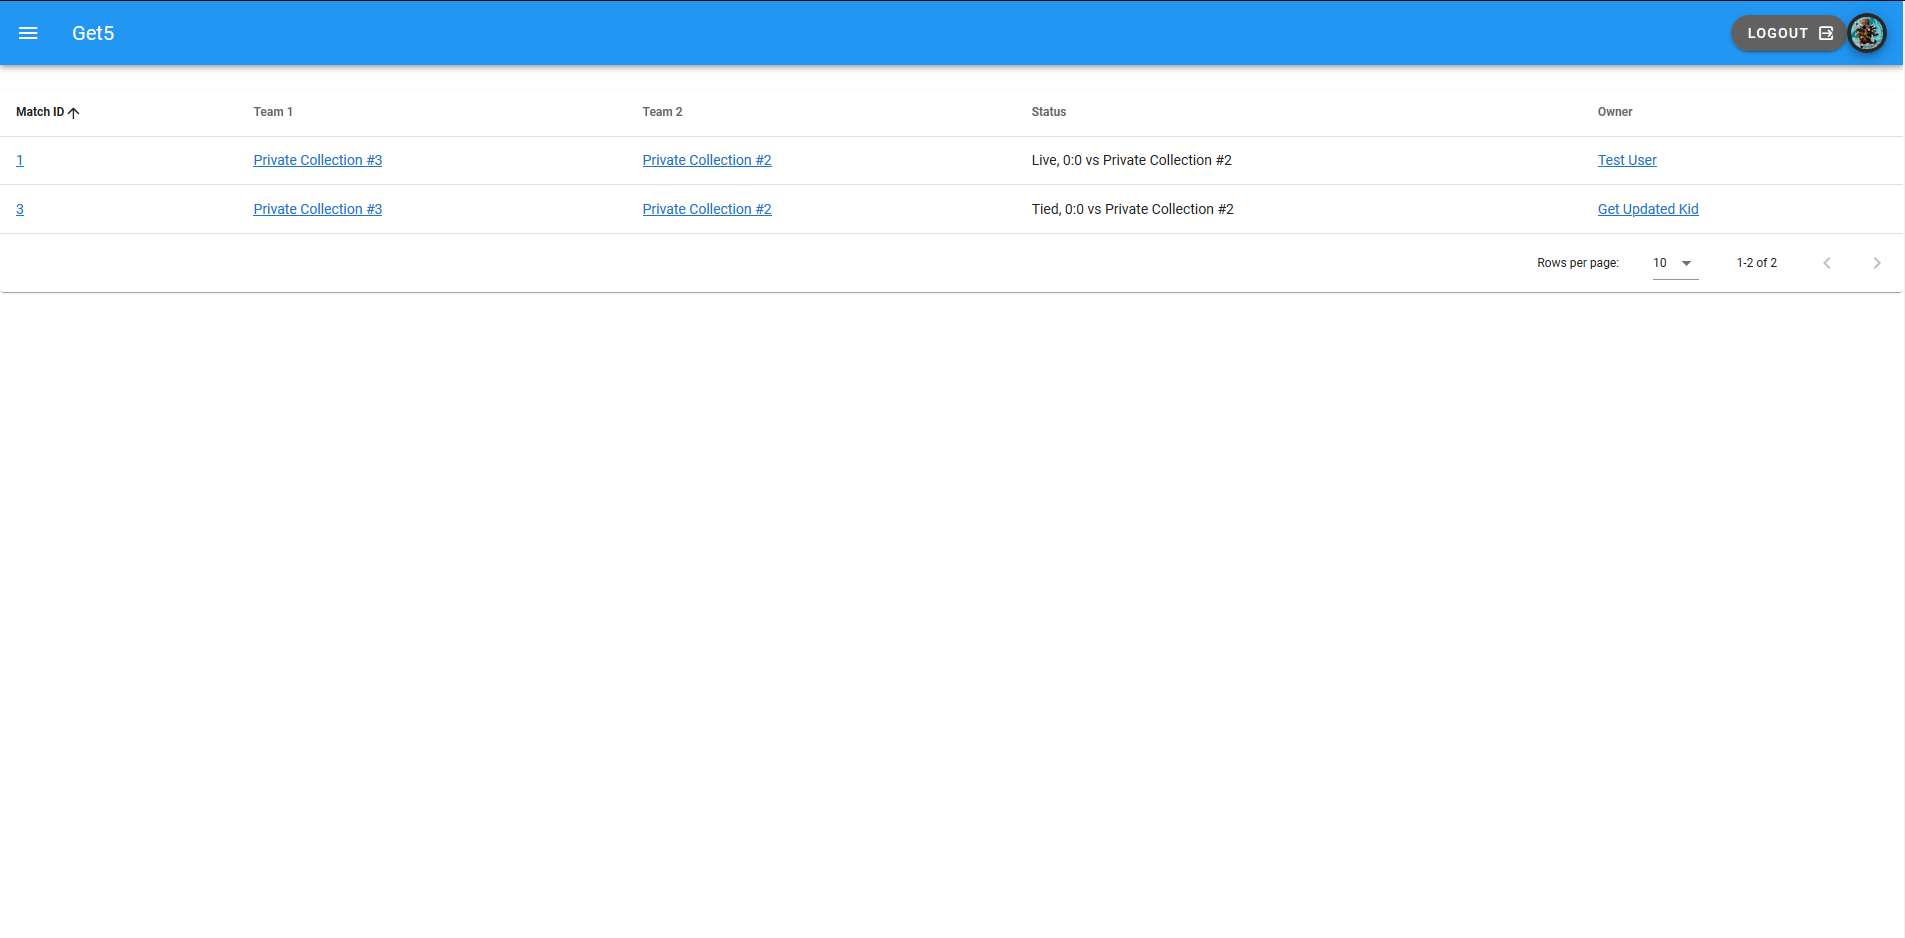 Get5 LOGOUT
Match ID Team 1 Team 2 Status Owner
1 Private Collection #3 Private Collection #2 Live, 0:0 vs Private Collection #2 Test User
3 Private Collection #3 Private Collection #2 Tied, 0:0 vs Private Collection #2 Get Updated Kid
Rows per page: 10 1-2 of 2